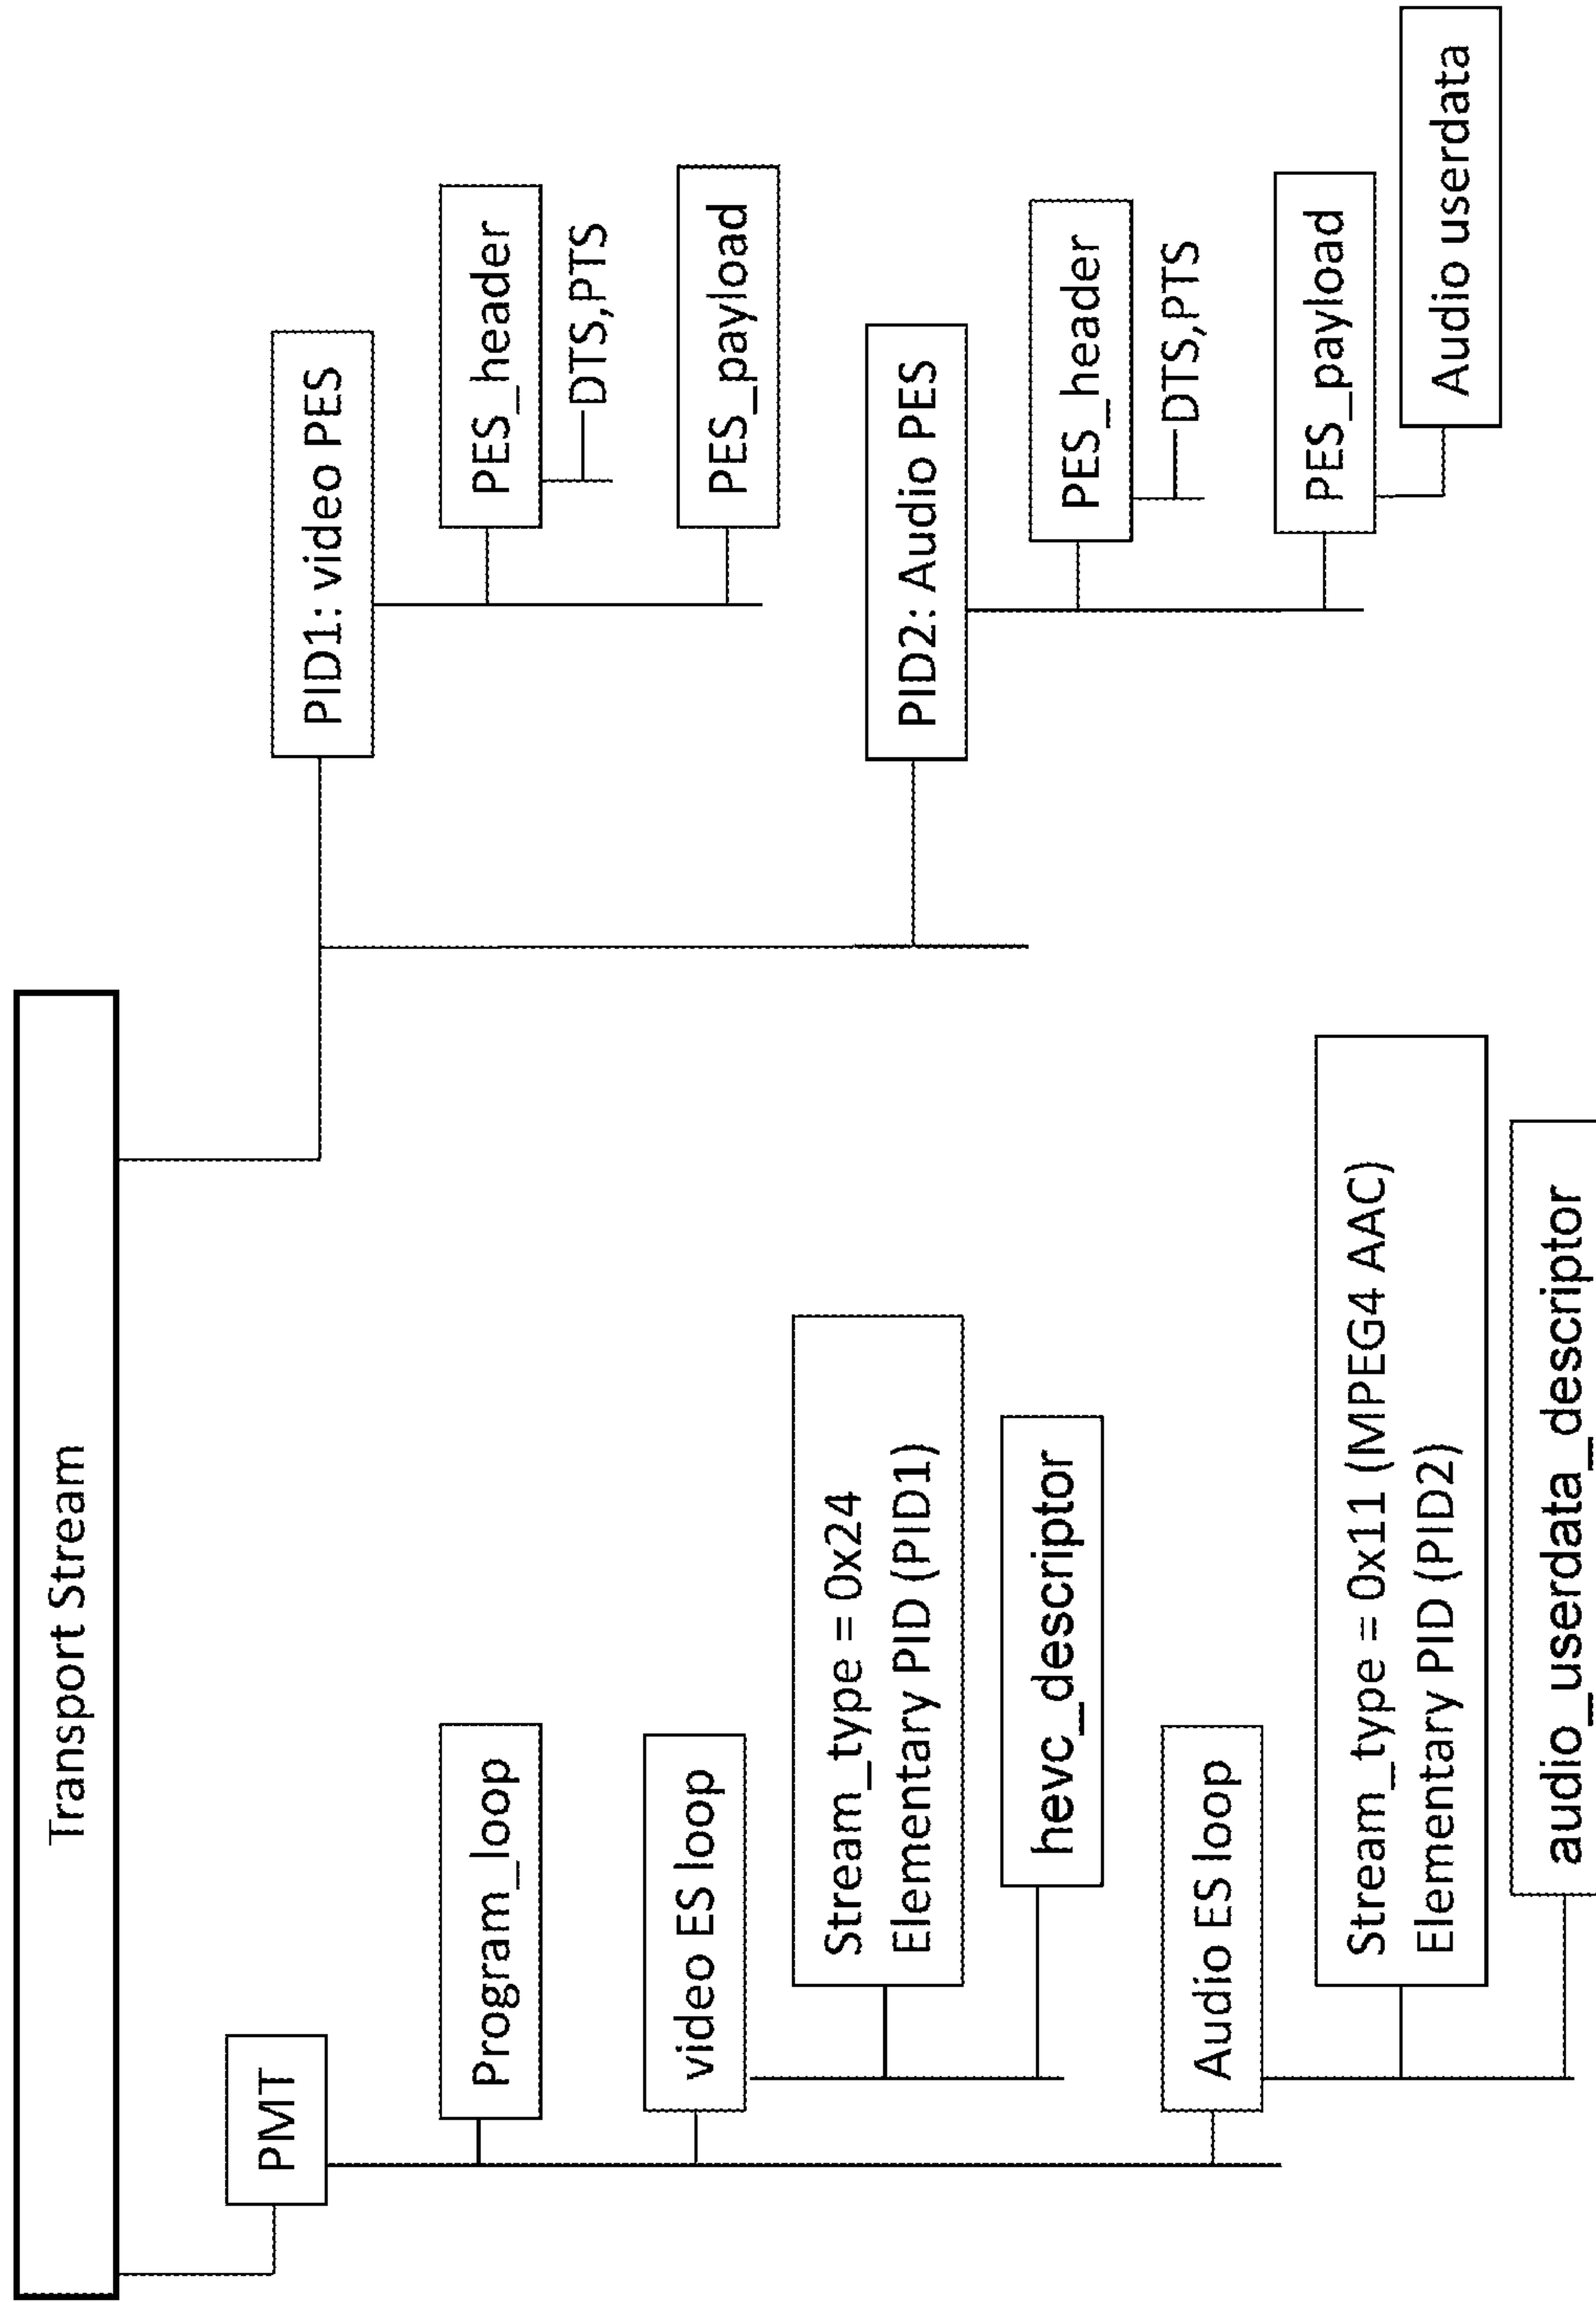 Transport Stream
PMT
Program_loop
video ES loop
Stream_type = 0x24
Elementary PID (PID1)
hevc_descriptor
Audio ES loop
Stream_type = 0x11 (MPEG4 AAC)
Elementary PID (PID2)
audio_userdata_descriptor
PID1: video PES
PES_header
DTS,PTS
PES_payload
PID2: Audio PES
PES_header
DTS,PTS
PES_payload
Audio userdata